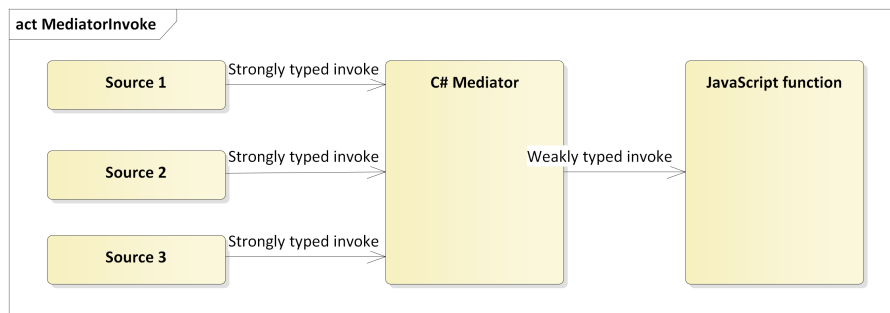 act MediatorInvoke
Source 1
Strongly typed invoke
C# Mediator
JavaScript function
Source 2
Strongly typed invoke
Weakly typed invoke
Source 3
Strongly typed invoke